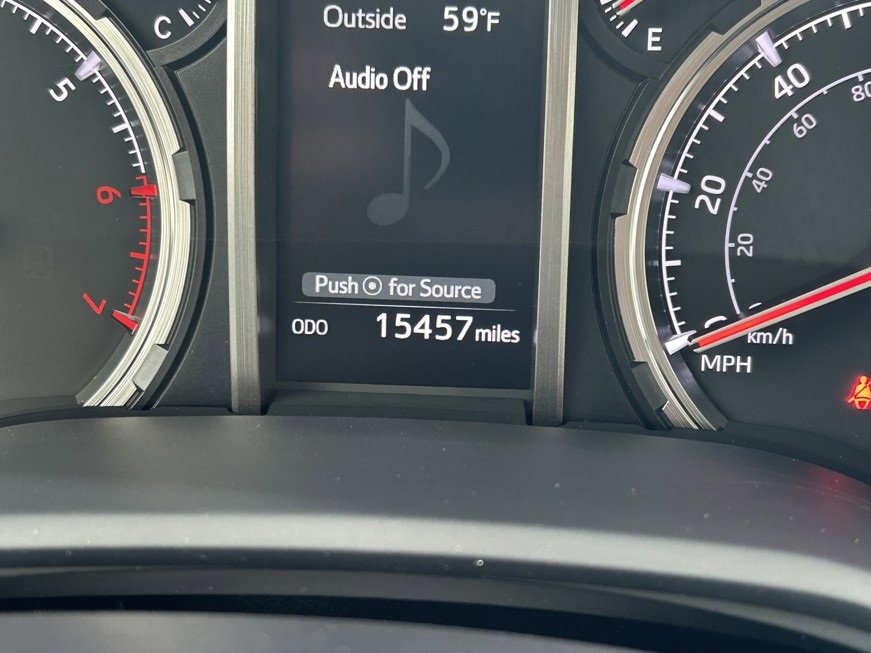 Outside 59°F
Audio Off
Push ⦿ for Source
ODO 15457 miles
C
5
6
7
E
20
40
20
40
60
80
0
km/h
MPH